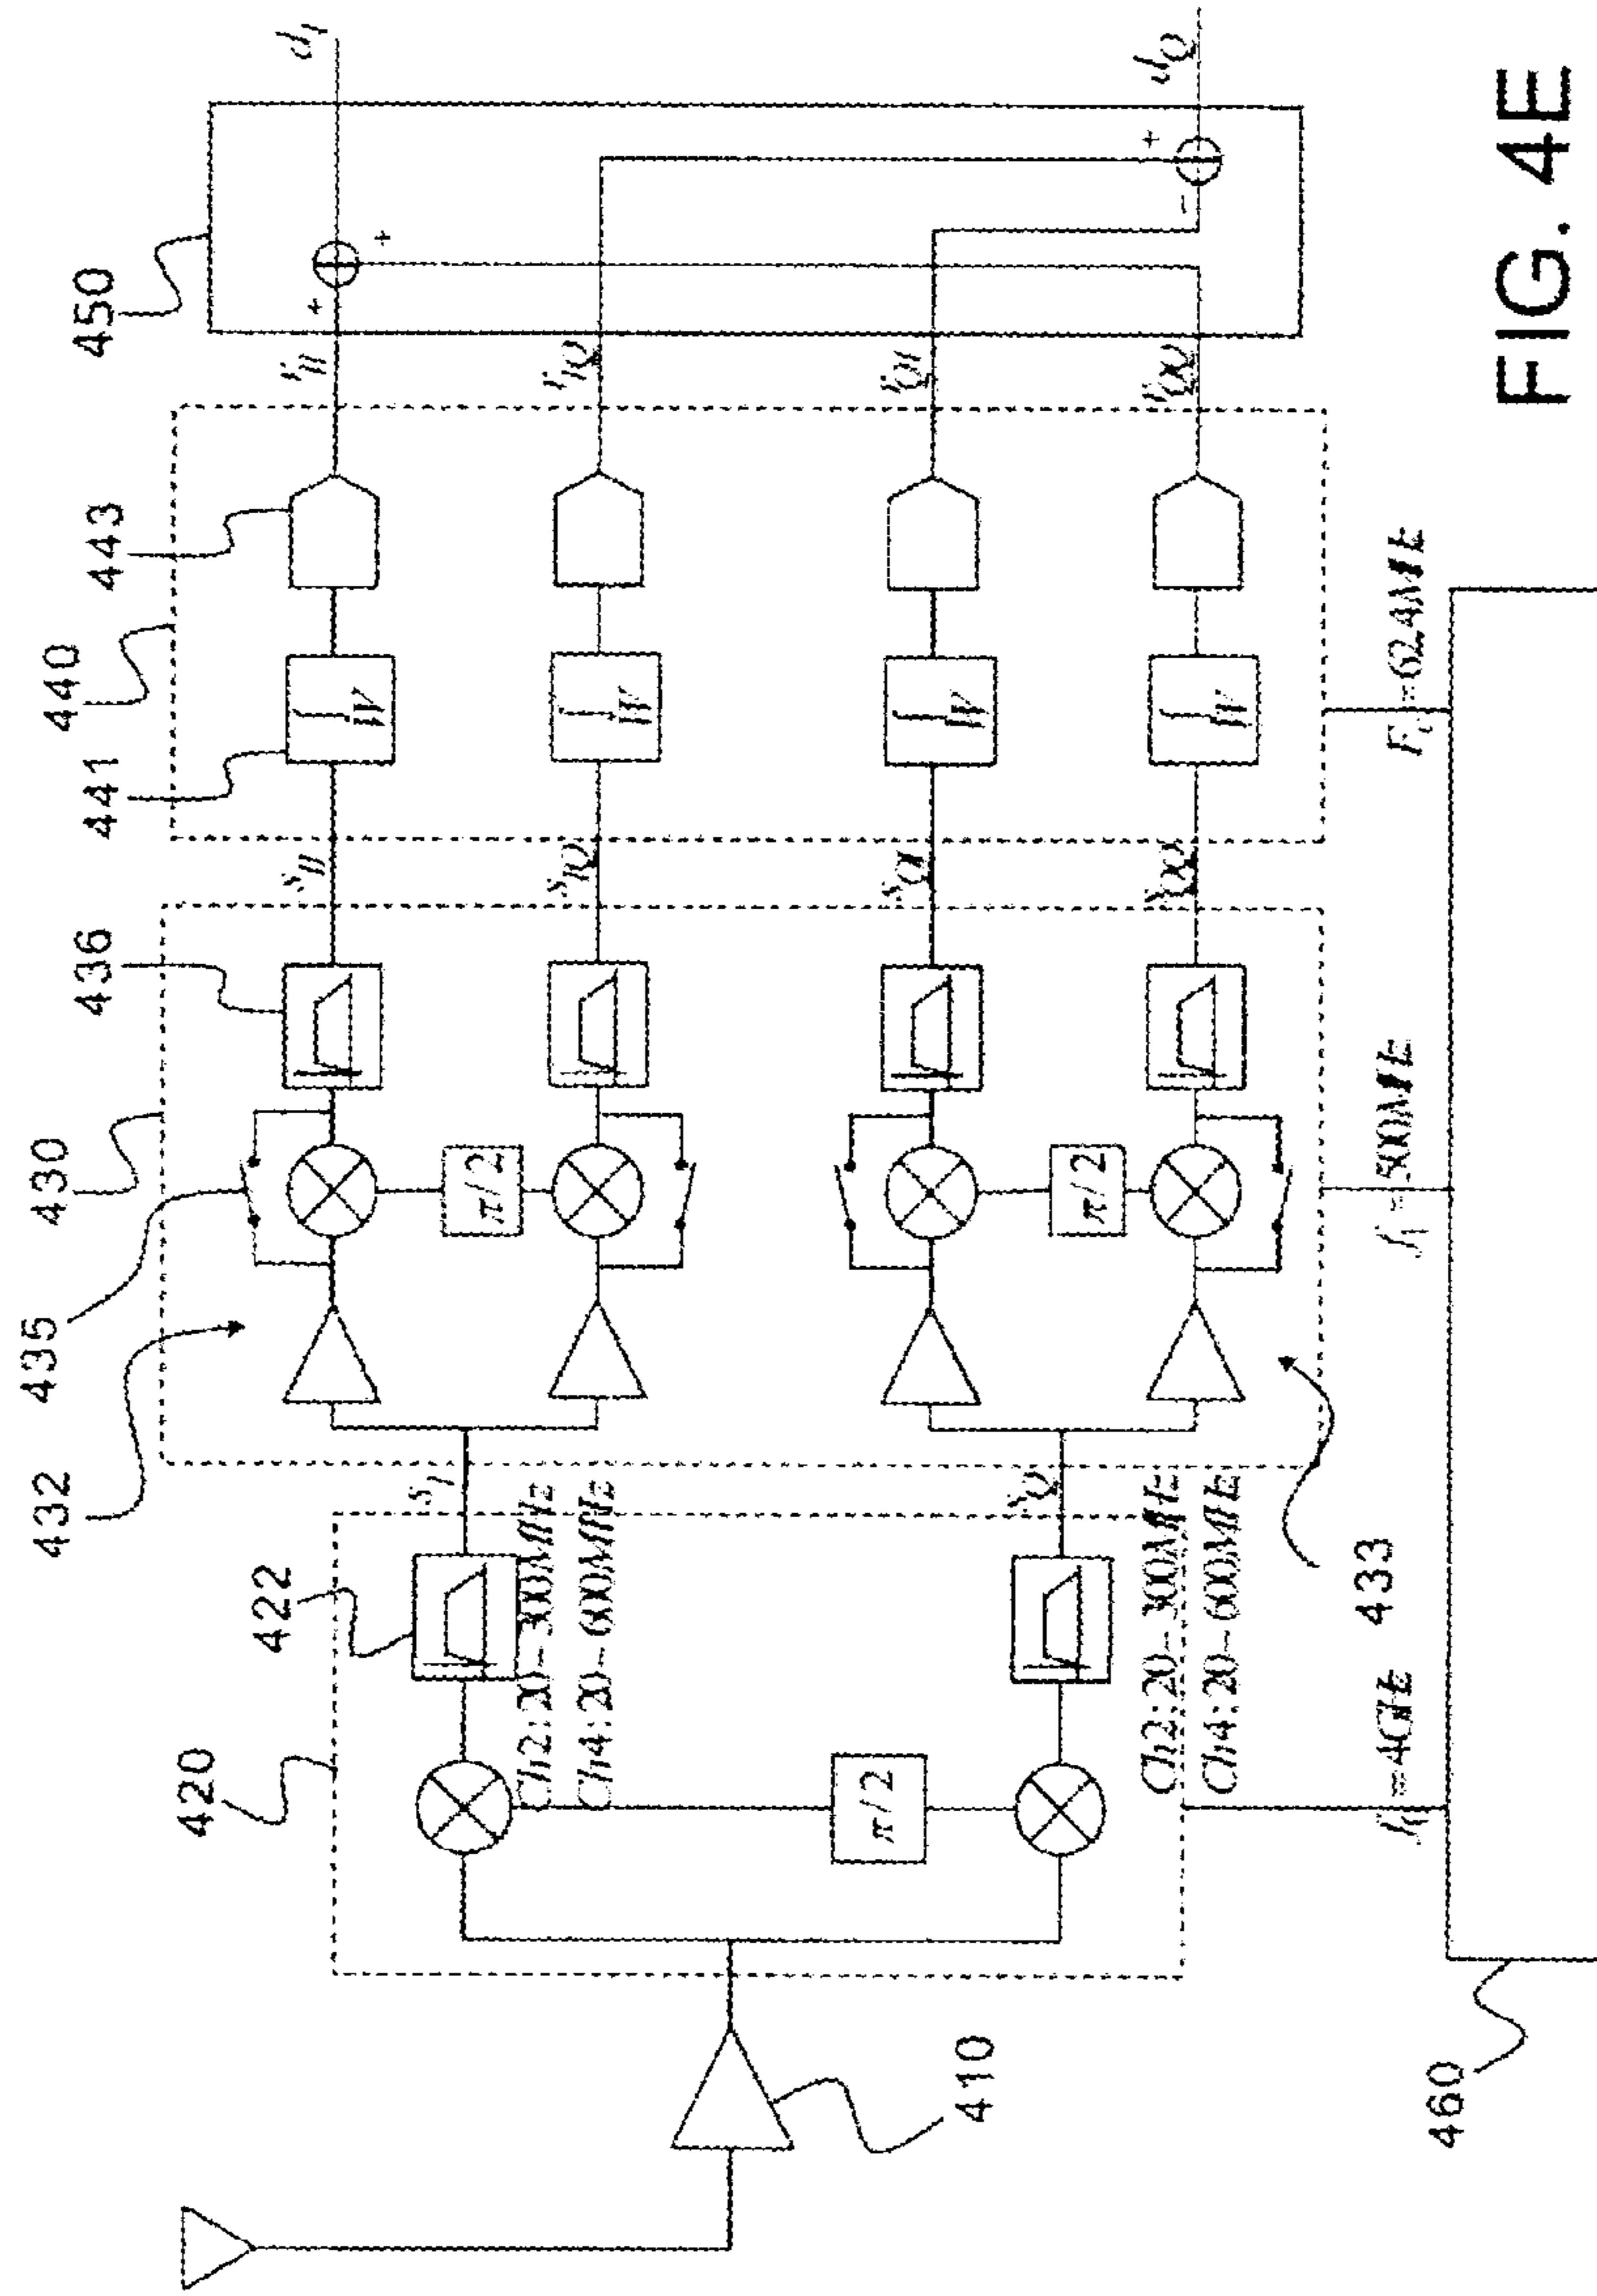 450
d_I
d_Q
r_II
r_IQ
r_QI
r_QQ
+
+
+
−
443
440
441
W
W
W
W
s_II
s_IQ
s_QI
s_QQ
436
430
435
432
π/2
π/2
433
422
420
s_I
s_Q
Ch2:20~300MHz
Ch4:20~600MHz
Ch2:20~300MHz
Ch4:20~600MHz
π/2
410
460
=4GHz
f_1=500MHz
F_c=62.4MHz
FIG. 4E